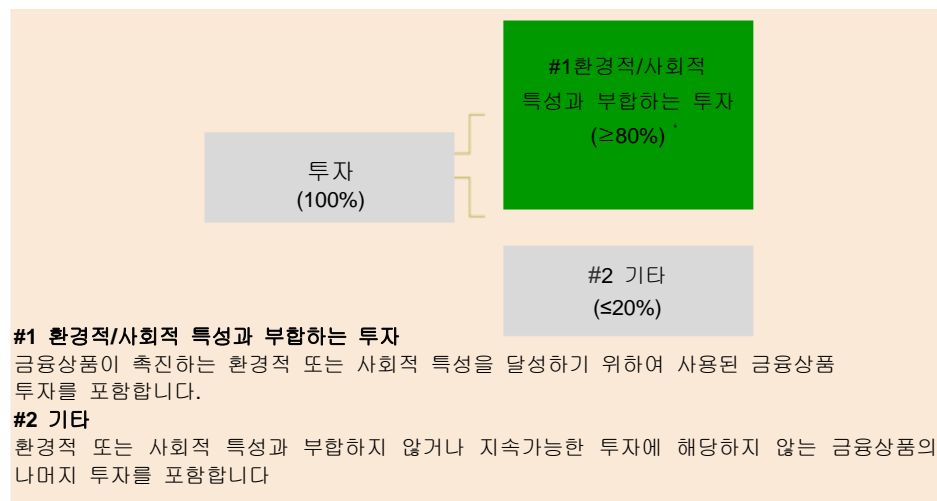 #1환경적/사회적
특성과 부합하는 투자
(≥80%) *
투자
(100%)
#2 기타
(≤20%)
#1 환경적/사회적 특성과 부합하는 투자
금융상품이 촉진하는 환경적 또는 사회적 특성을 달성하기 위하여 사용된 금융상품
투자를 포함합니다.
#2 기타
환경적 또는 사회적 특성과 부합하지 않거나 지속가능한 투자에 해당하지 않는 금융상품의
나머지 투자를 포함합니다